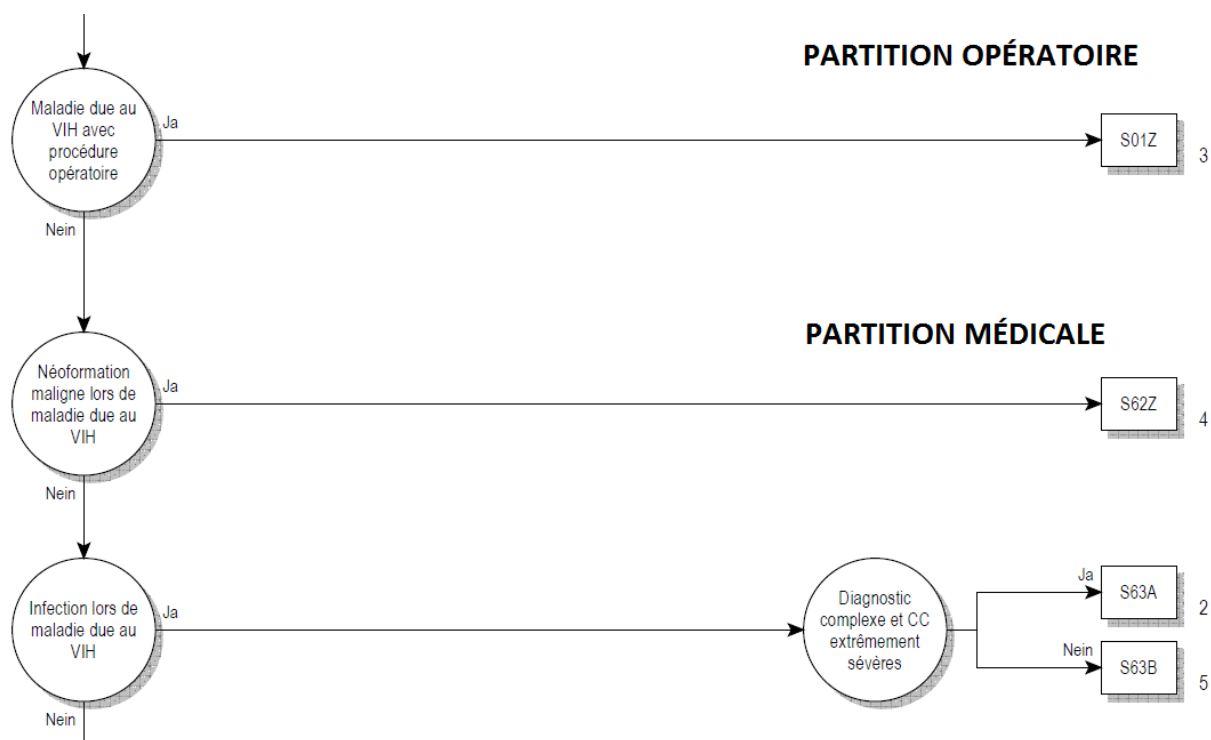 PARTITION OPÉRATOIRE
Maladie due au
VIH avec
procédure
opératoire
Ja
S01Z
3
Nein
PARTITION MÉDICALE
Néoformation
maligne lors de
maladie due au
VIH
Ja
S62Z
4
Nein
Infection lors de
maladie due au
VIH
Ja
Diagnostic
complexe et CC
extrêmement
sévères
Ja
S63A
2
Nein
S63B
5
Nein